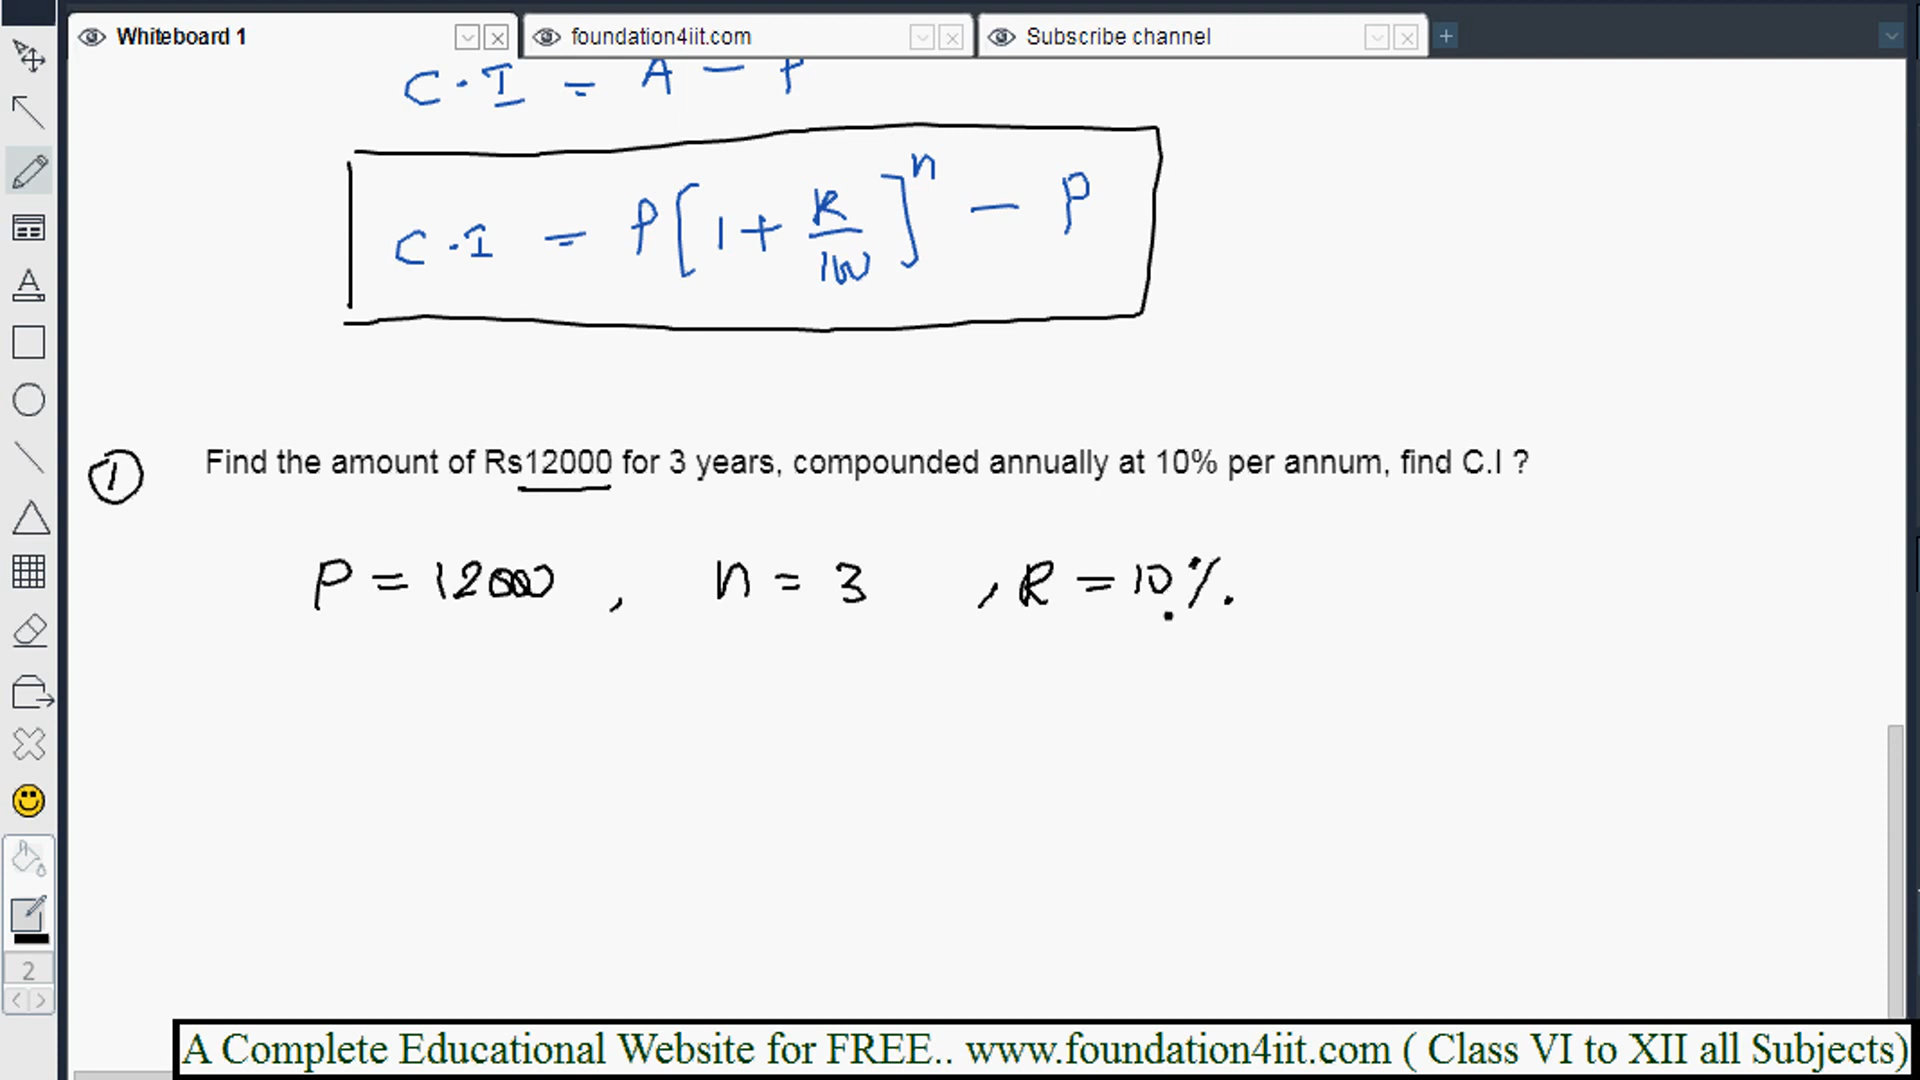 Whiteboard 1
foundation4iit.com
Subscribe channel
C.I = A - P
C.I = P[1 + R/100]^n - P
① Find the amount of Rs12000 for 3 years, compounded annually at 10% per annum, find C.I ?
P = 12000 , n = 3 , R = 10%.
2
A Complete Educational Website for FREE.. www.foundation4iit.com ( Class VI to XII all Subjects)